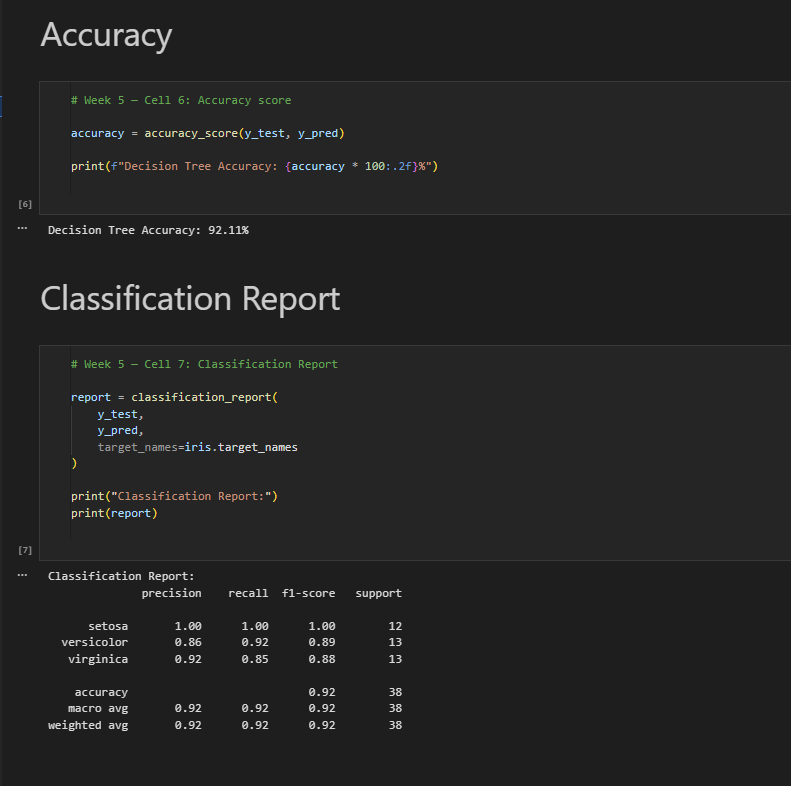 Accuracy
# Week 5 — Cell 6: Accuracy score
accuracy = accuracy_score(y_test, y_pred)
print(f"Decision Tree Accuracy: {accuracy * 100:.2f}%")
[6]
... Decision Tree Accuracy: 92.11%
Classification Report
# Week 5 — Cell 7: Classification Report
report = classification_report(
    y_test,
    y_pred,
    target_names=iris.target_names
)
print("Classification Report:")
print(report)
[7]
... Classification Report:
              precision    recall  f1-score   support
      setosa       1.00      1.00      1.00        12
  versicolor       0.86      0.92      0.89        13
   virginica       0.92      0.85      0.88        13
    accuracy                           0.92        38
   macro avg       0.92      0.92      0.92        38
weighted avg       0.92      0.92      0.92        38